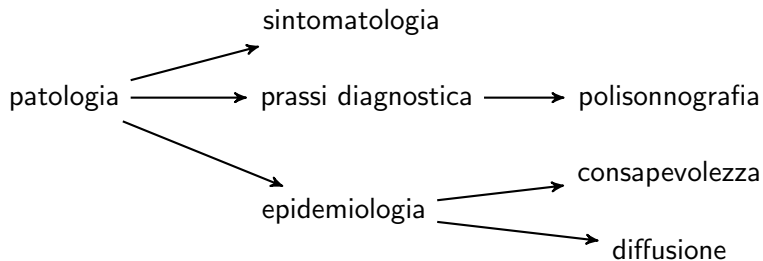 sintomatologia
patologia
prassi diagnostica
polisonnografia
consapevolezza
epidemiologia
diffusione